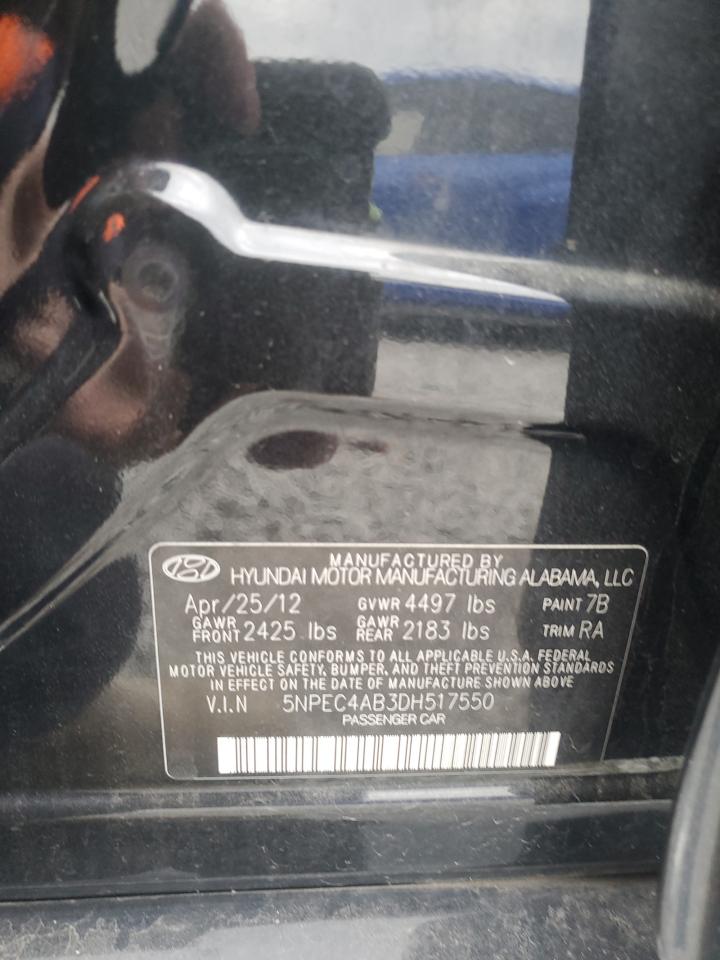 MANUFACTURED BY
HYUNDAI MOTOR MANUFACTURING ALABAMA, LLC
Apr/25/12 GVWR 4497 lbs PAINT 7B
GAWR FRONT 2425 lbs GAWR REAR 2183 lbs TRIM RA
THIS VEHICLE CONFORMS TO ALL APPLICABLE U.S.A. FEDERAL
MOTOR VEHICLE SAFETY, BUMPER, AND THEFT PREVENTION STANDARDS
IN EFFECT ON THE DATE OF MANUFACTURE SHOWN ABOVE
V.I.N 5NPEC4AB3DH517550
PASSENGER CAR